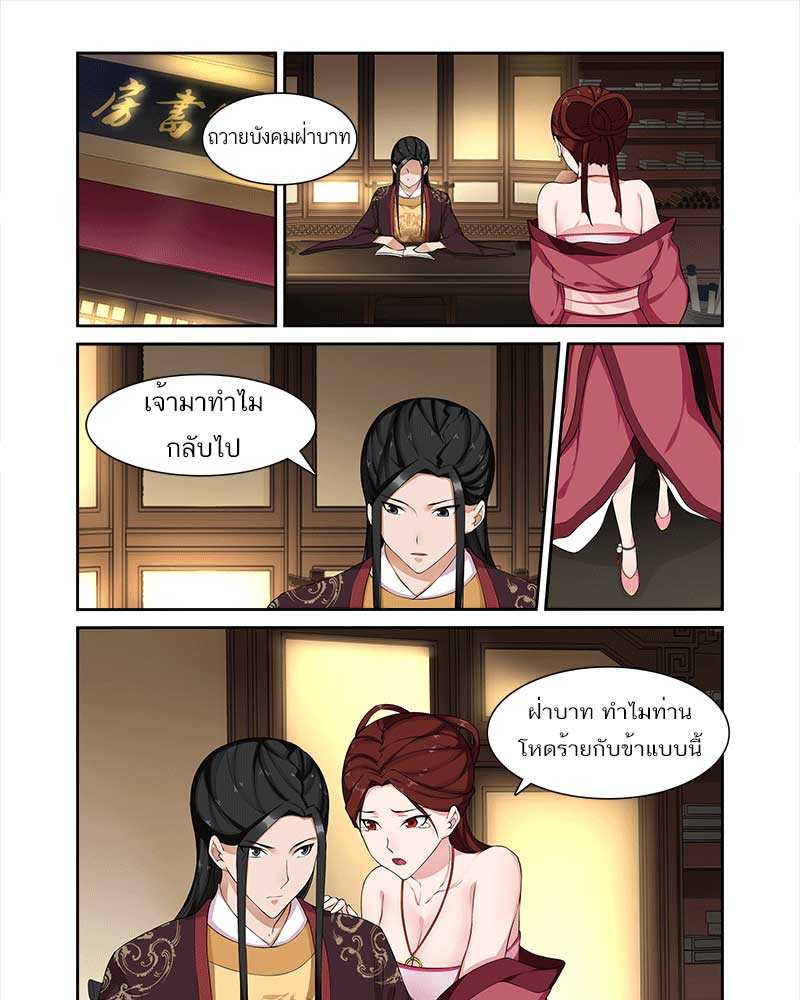 書房
ถวายบังคมฝ่าบาท
เจ้ามาทำไม
กลับไป
ฝ่าบาท ทำไมท่าน
โหดร้ายกับข้าแบบนี้